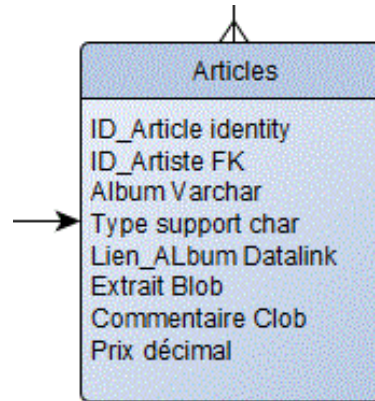 Articles
ID_Article identity
ID_Artiste FK
Album Varchar
Type support char
Lien_ALbum Datalink
Extrait Blob
Commentaire Clob
Prix décimal